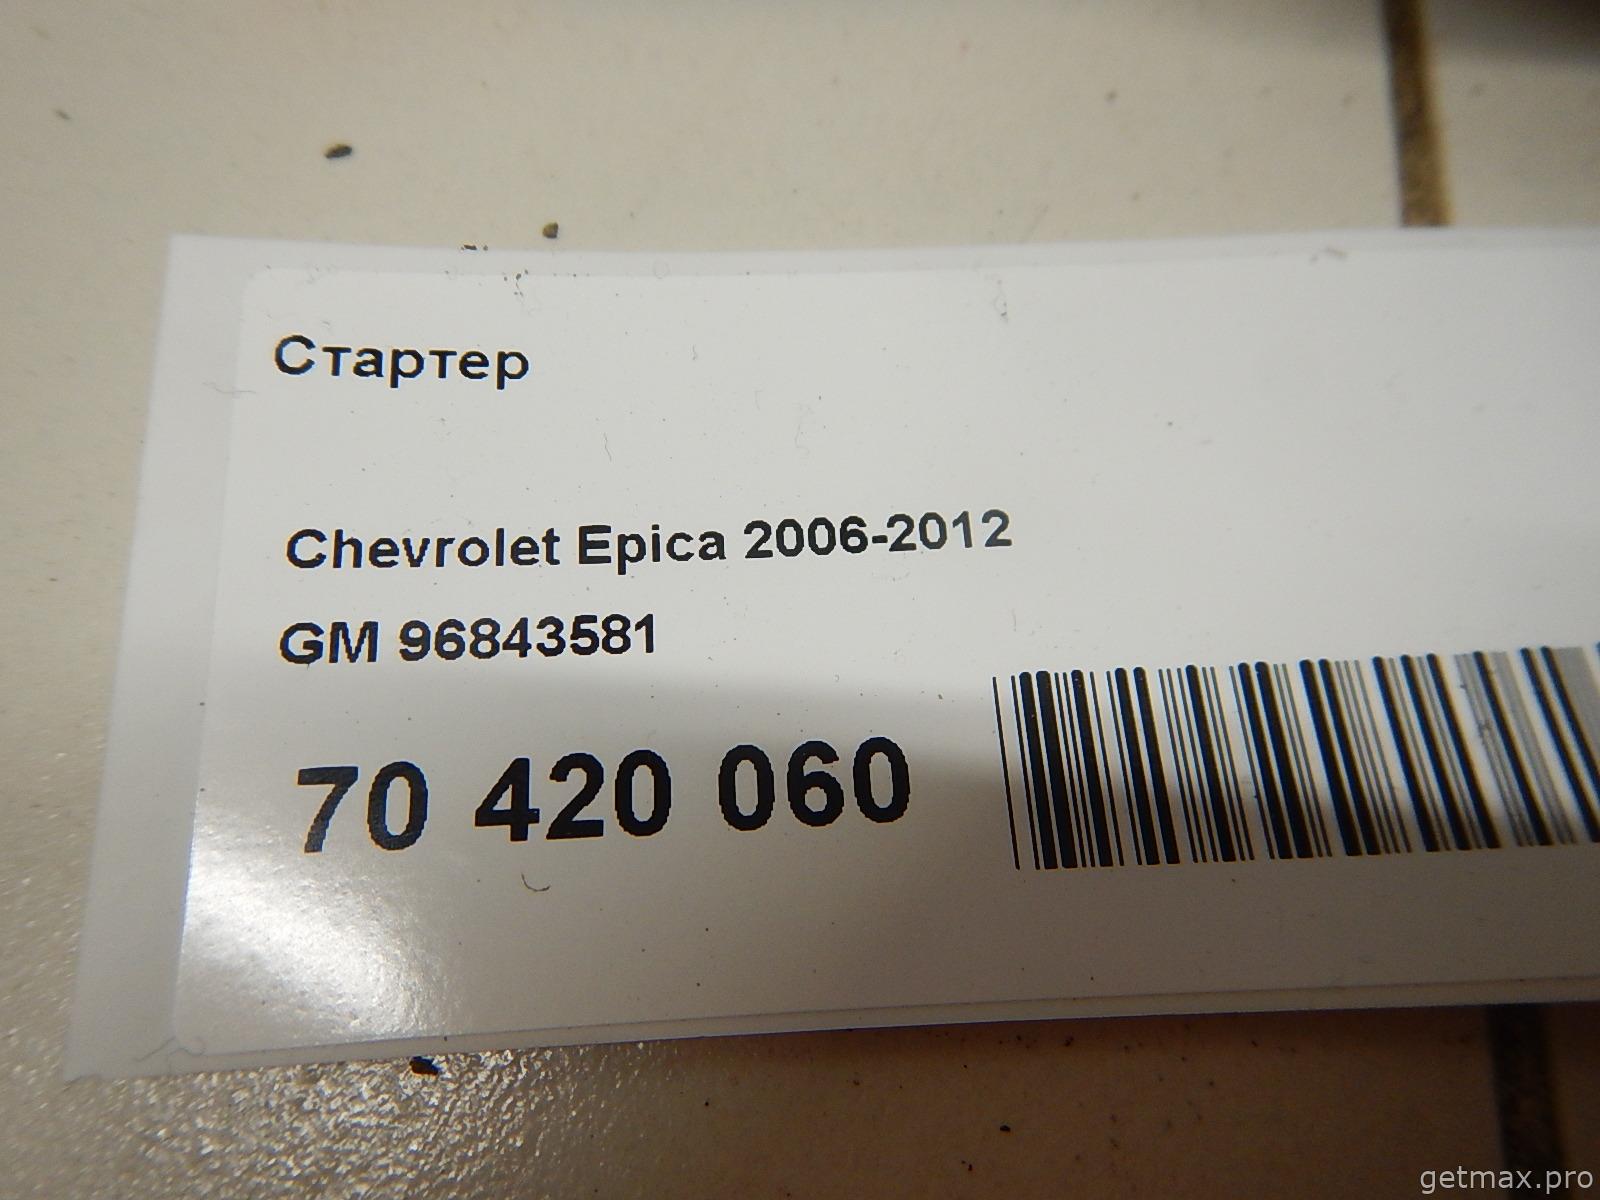 Стартер
Chevrolet Epica 2006-2012
GM 96843581
70 420 060
getmax.pro